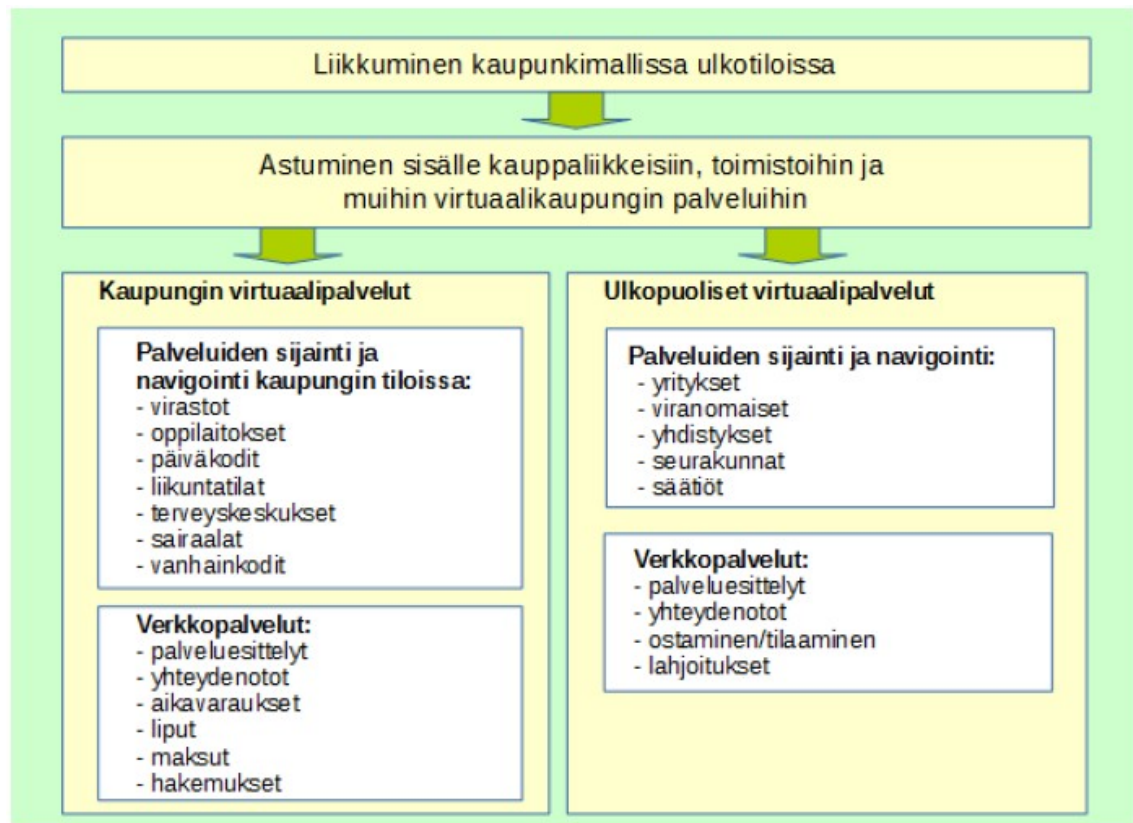 Liikkuminen kaupunkimallissa ulkotiloissa
Astuminen sisälle kauppaliikkeisiin, toimistoihin ja
muihin virtuaalikaupungin palveluihin
Kaupungin virtuaalipalvelut
Palveluiden sijainti ja
navigointi kaupungin tiloissa:
- virastot
- oppilaitokset
- päiväkodit
- liikuntatilat
- terveyskeskukset
- sairaalat
- vanhainkodit
Verkkopalvelut:
- palveluesittelyt
- yhteydenotot
- aikavaraukset
- liput
- maksut
- hakemukset
Ulkopuoliset virtuaalipalvelut
Palveluiden sijainti ja navigointi:
- yritykset
- viranomaiset
- yhdistykset
- seurakunnat
- säätiöt
Verkkopalvelut:
- palveluesittelyt
- yhteydenotot
- ostaminen/tilaaminen
- lahjoitukset